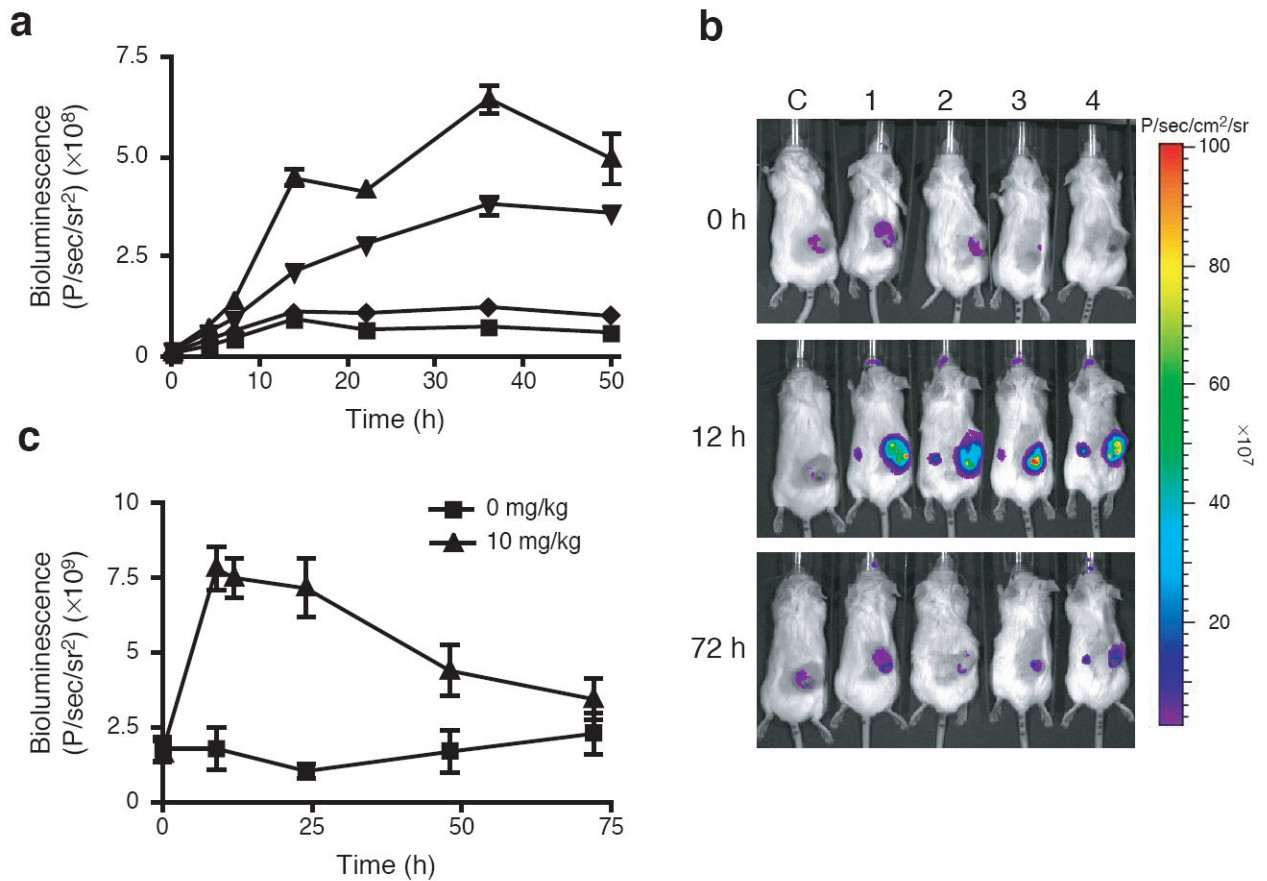 a
7.5
5.0
2.5
0
Bioluminescence
(P/sec/sr²) (×10⁸)
0 10 20 30 40 50
Time (h)
b
C 1 2 3 4
P/sec/cm²/sr
0 h
12 h
72 h
100
80
60
40
20
×10⁷
c
10
7.5
5
2.5
0
Bioluminescence
(P/sec/sr²) (×10⁹)
0 mg/kg
10 mg/kg
0 25 50 75
Time (h)